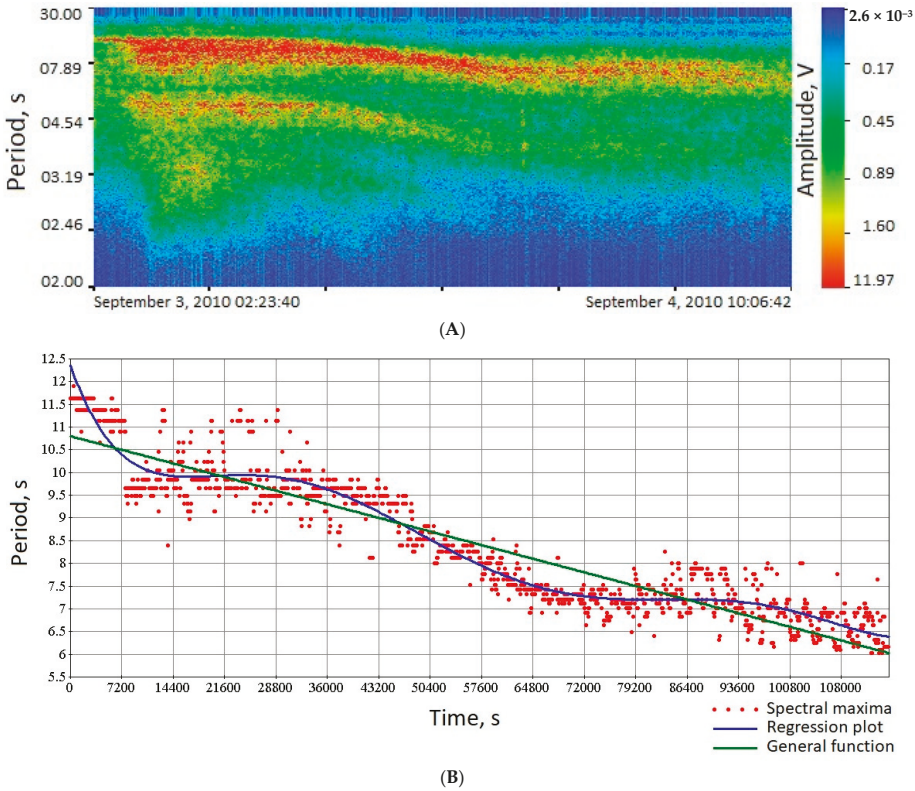 30.00
07.89
04.54
03.19
02.46
02.00
Period, s
September 3, 2010 02:23:40
September 4, 2010 10:06:42
Amplitude, V
2.6 × 10⁻³
0.17
0.45
0.89
1.60
11.97
(A)
12.5
12
11.5
11
10.5
10
9.5
9
8.5
8
7.5
7
6.5
6
5.5
Period, s
0 7200 14400 21600 28800 36000 43200 50400 57600 64800 72000 79200 86400 93600 100800 108000
Time, s
Spectral maxima
Regression plot
General function
(B)